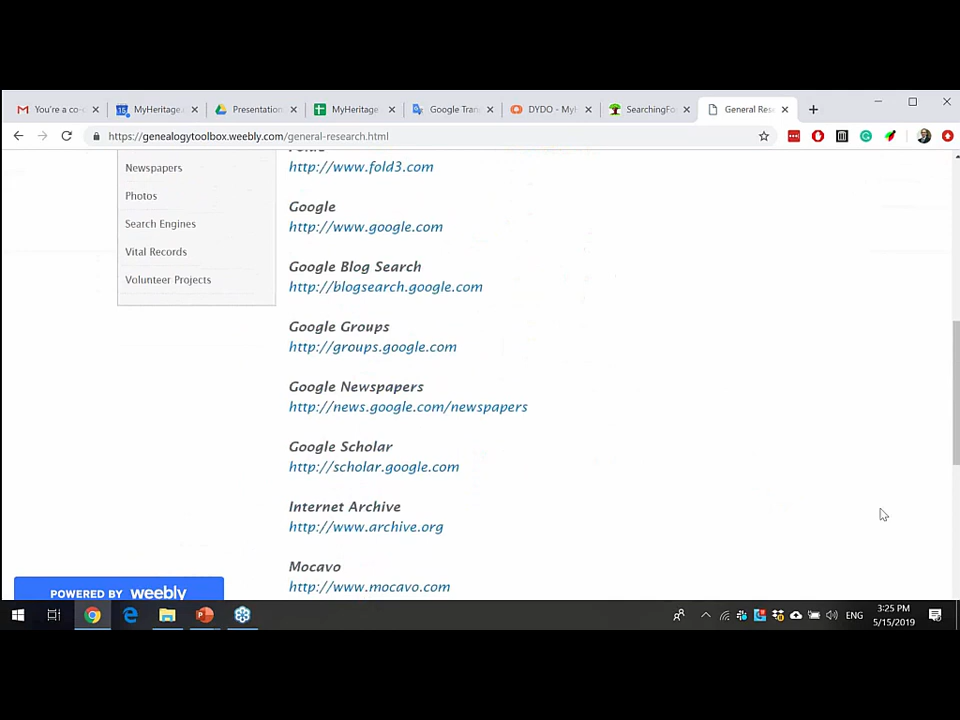 You're a co-
MyHeritage
Presentation
MyHeritage
Google Tran
DYDO - MyH
SearchingFo
General Res
https://genealogytoolbox.weebly.com/general-research.html
Newspapers
Photos
Search Engines
Vital Records
Volunteer Projects
http://www.fold3.com
Google
http://www.google.com
Google Blog Search
http://blogsearch.google.com
Google Groups
http://groups.google.com
Google Newspapers
http://news.google.com/newspapers
Google Scholar
http://scholar.google.com
Internet Archive
http://www.archive.org
Mocavo
http://www.mocavo.com
POWERED BY weebly
ENG
3:25 PM
5/15/2019